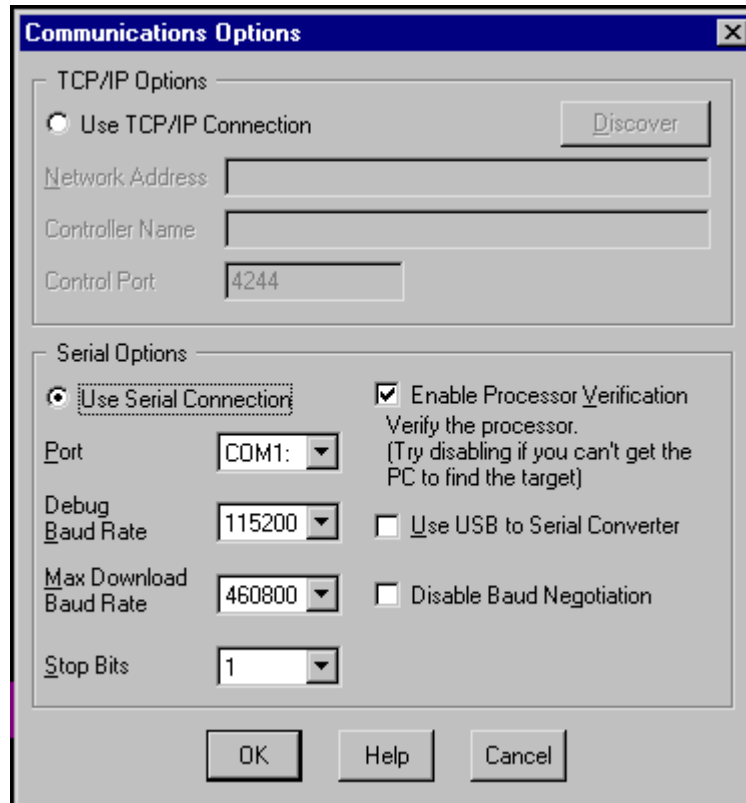 Communications Options
TCP/IP Options
Use TCP/IP Connection
Discover
Network Address
Controller Name
Control Port
4244
Serial Options
Use Serial Connection
Enable Processor Verification
Verify the processor.
(Try disabling if you can't get the
PC to find the target)
Port
COM1:
Debug
Baud Rate
115200
Use USB to Serial Converter
Max Download
Baud Rate
460800
Disable Baud Negotiation
Stop Bits
1
OK
Help
Cancel